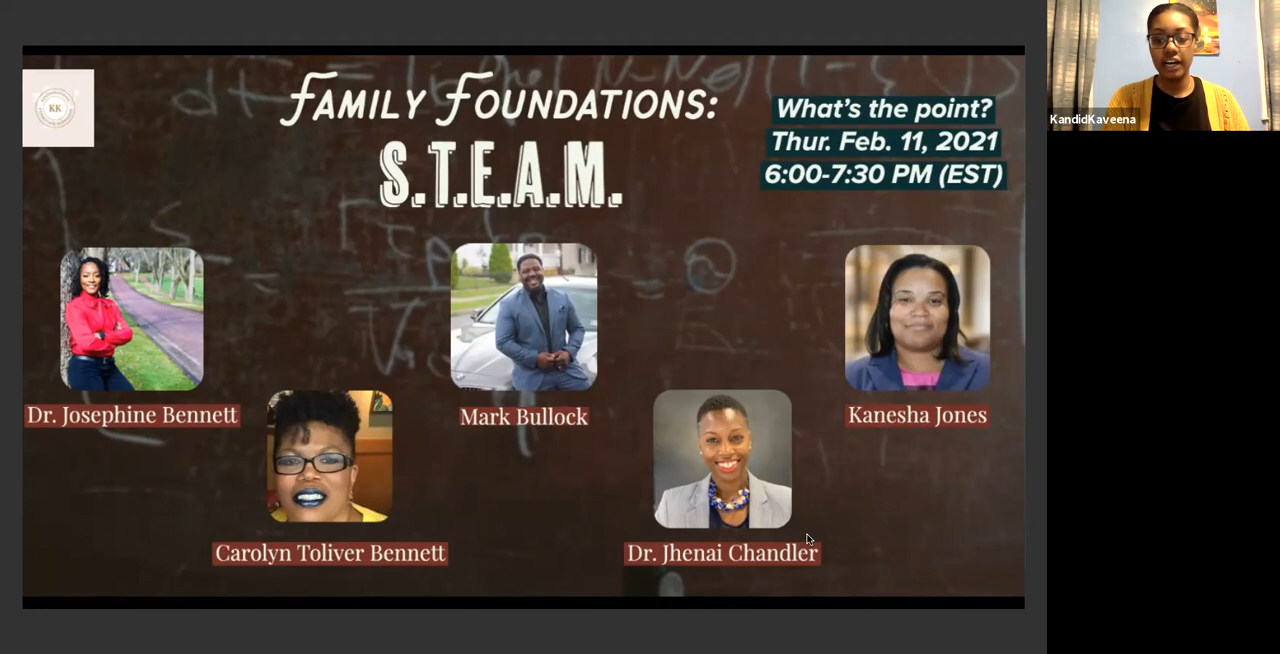 KK
FAMILY FOUNDATIONS:
S.T.E.A.M.
What's the point?
Thur. Feb. 11, 2021
6:00-7:30 PM (EST)
Dr. Josephine Bennett
Mark Bullock
Kanesha Jones
Carolyn Toliver Bennett
Dr. Jhenai Chandler
KandidKaveena